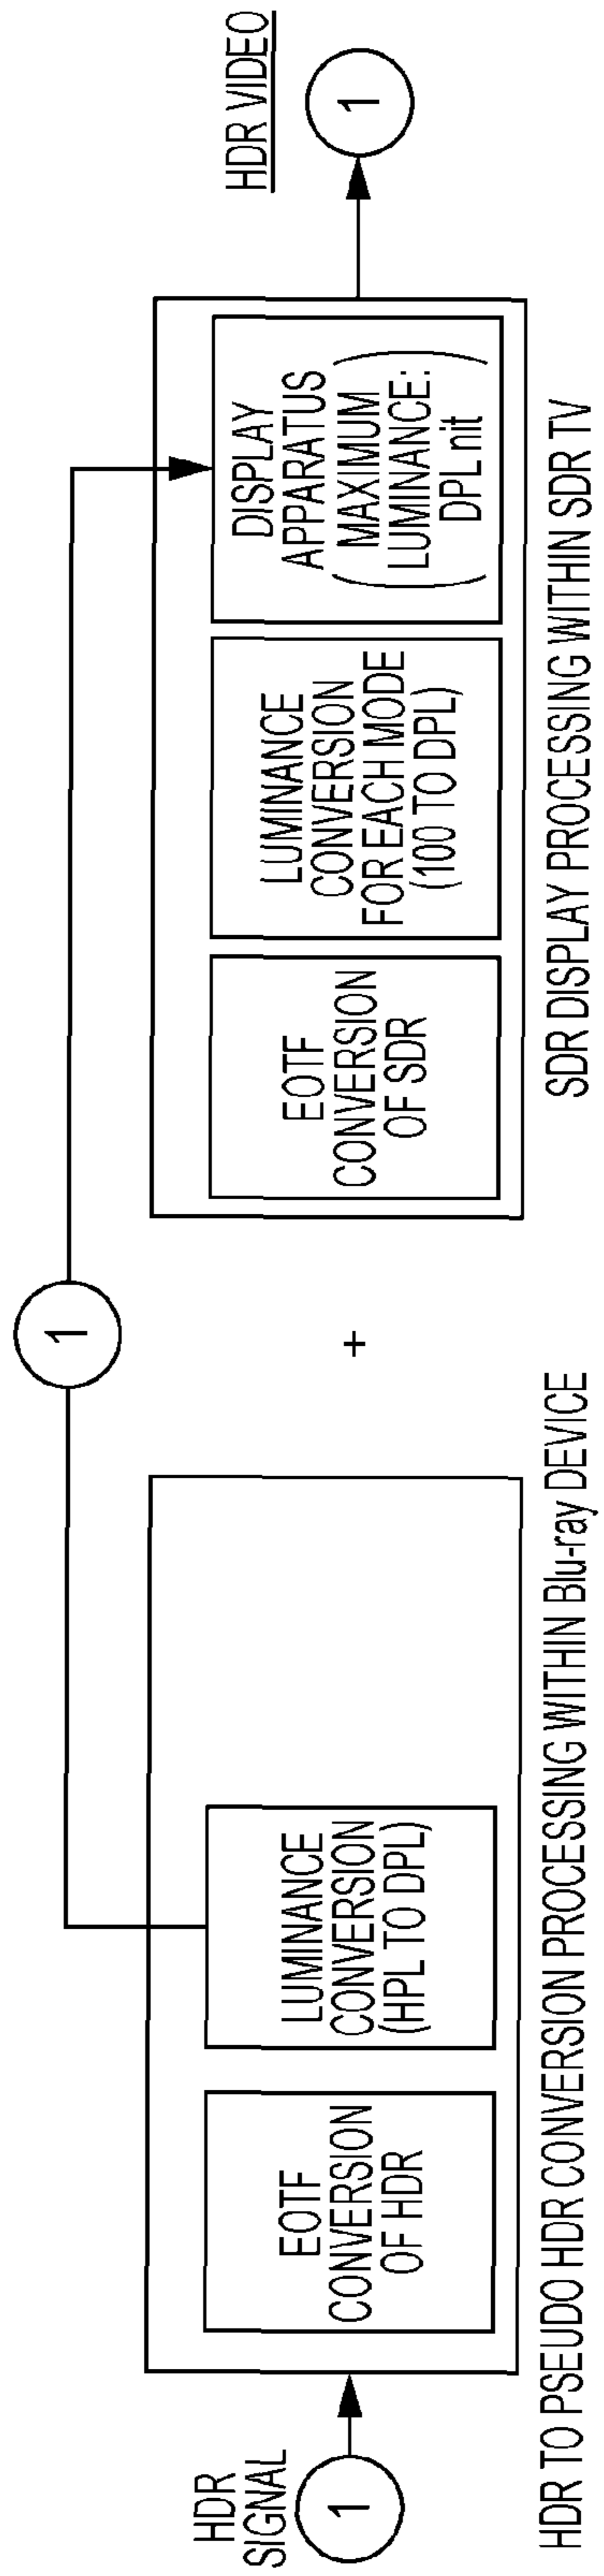 HDR
SIGNAL
1
EOTF
CONVERSION
OF HDR
LUMINANCE
CONVERSION
(HPL TO DPL)
HDR TO PSEUDO HDR CONVERSION PROCESSING WITHIN Blu-ray DEVICE
1
+
EOTF
CONVERSION
OF SDR
LUMINANCE
CONVERSION
FOR EACH MODE
(100 TO DPL)
DISPLAY
APPARATUS
(MAXIMUM
LUMINANCE:
DPL nit)
SDR DISPLAY PROCESSING WITHIN SDR TV
HDR VIDEO
1